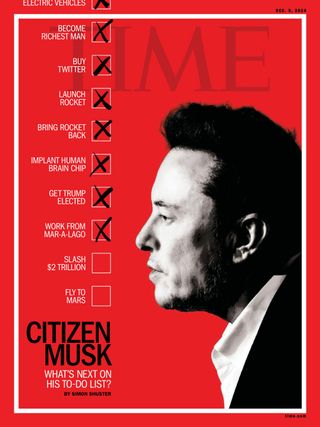 ELECTRIC VEHICLES
DEC. 9, 2024
TIME
BECOME
RICHEST MAN
BUY
TWITTER
LAUNCH
ROCKET
BRING ROCKET
BACK
IMPLANT HUMAN
BRAIN CHIP
GET TRUMP
ELECTED
WORK FROM
MAR-A-LAGO
SLASH
$2 TRILLION
FLY TO
MARS
CITIZEN
MUSK
WHAT'S NEXT ON
HIS TO-DO LIST?
BY SIMON SHUSTER
time.com